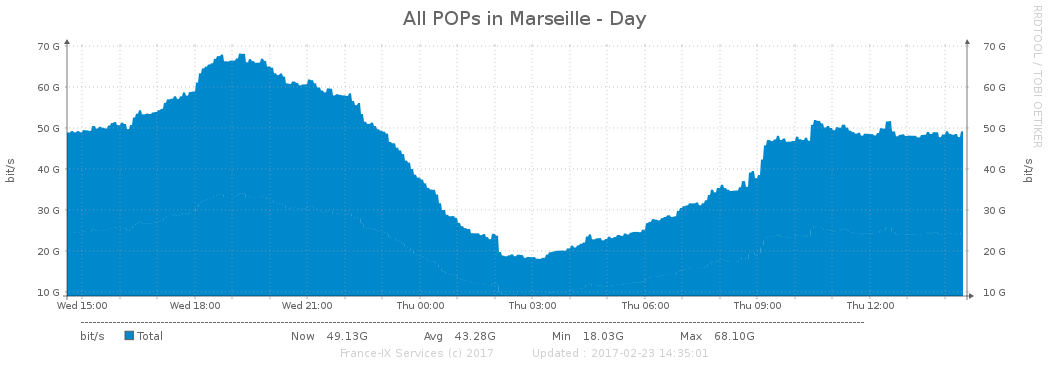 All POPs in Marseille - Day
RRDTOOL / TOBI OETIKER
bit/s
70 G 70 G
60 G 60 G
50 G 50 G
40 G 40 G
30 G 30 G
20 G 20 G
10 G 10 G
bit/s
Wed 15:00 Wed 18:00 Wed 21:00 Thu 00:00 Thu 03:00 Thu 06:00 Thu 09:00 Thu 12:00
bit/s Total Now 49.13G Avg 43.28G Min 18.03G Max 68.10G
France-IX Services (c) 2017 Updated : 2017-02-23 14:35:01